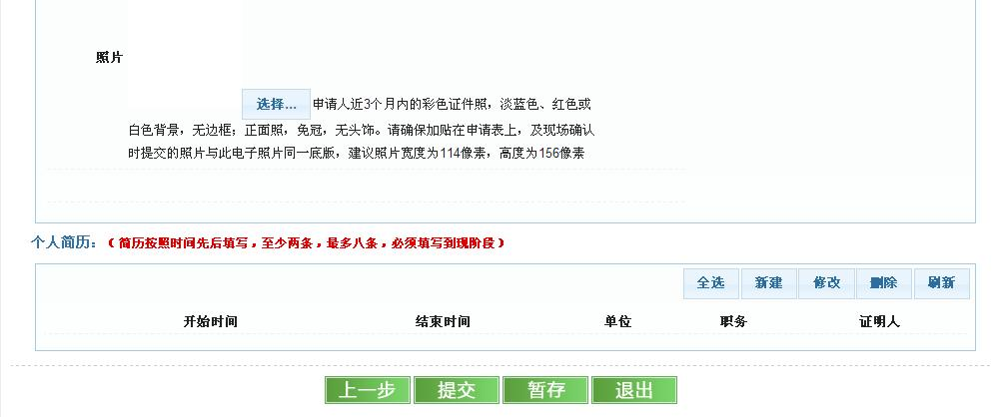 照片
选择... 申请人近3个月内的彩色证件照，淡蓝色、红色或
白色背景，无边框；正面照，免冠，无头饰。请确保加贴在申请表上，及现场确认
时提交的照片与此电子照片同一底版，建议照片宽度为114像素，高度为156像素
个人简历：（简历按照时间先后填写，至少两条，最多八条，必须填写到现阶段）
全选 新建 修改 删除 刷新
开始时间 结束时间 单位 职务 证明人
上一步 提交 暂存 退出